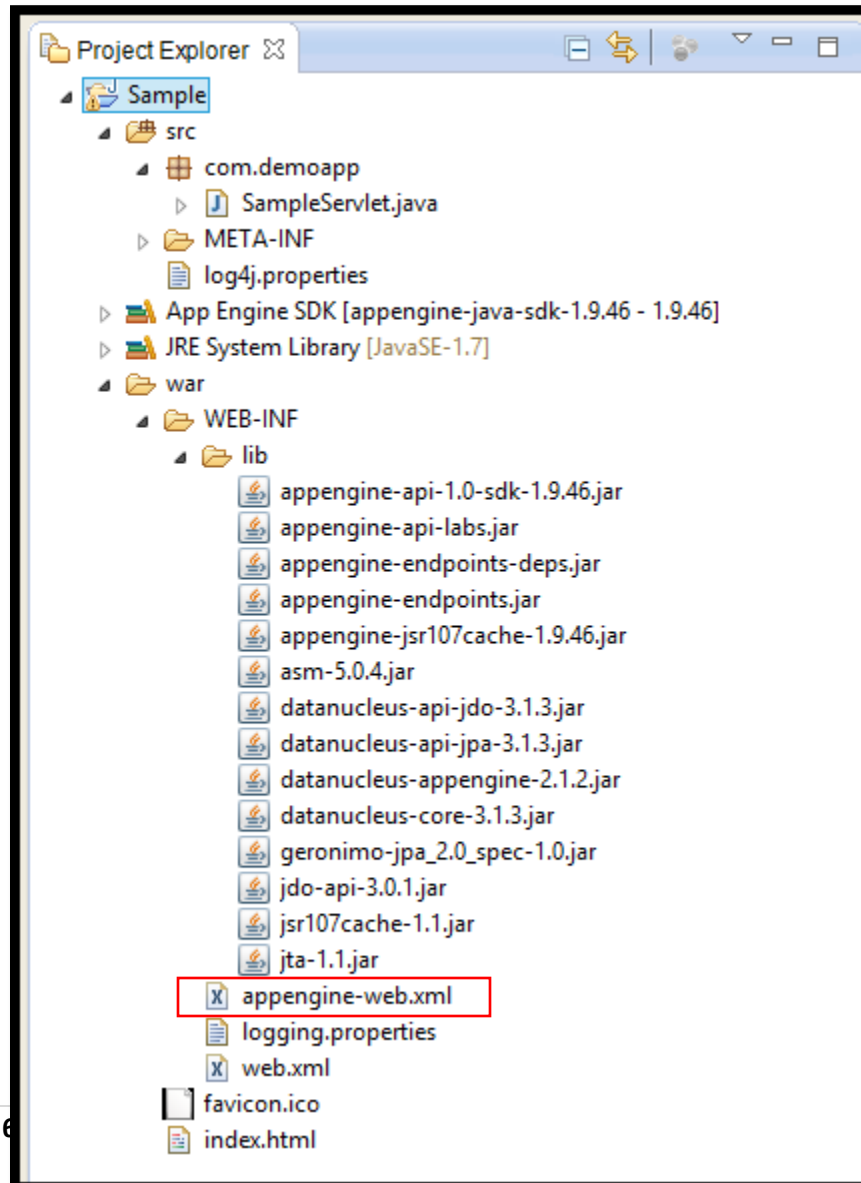 Project Explorer
Sample
src
com.demoapp
SampleServlet.java
META-INF
log4j.properties
App Engine SDK [appengine-java-sdk-1.9.46 - 1.9.46]
JRE System Library [JavaSE-1.7]
war
WEB-INF
lib
appengine-api-1.0-sdk-1.9.46.jar
appengine-api-labs.jar
appengine-endpoints-deps.jar
appengine-endpoints.jar
appengine-jsr107cache-1.9.46.jar
asm-5.0.4.jar
datanucleus-api-jdo-3.1.3.jar
datanucleus-api-jpa-3.1.3.jar
datanucleus-appengine-2.1.2.jar
datanucleus-core-3.1.3.jar
geronimo-jpa_2.0_spec-1.0.jar
jdo-api-3.0.1.jar
jsr107cache-1.1.jar
jta-1.1.jar
appengine-web.xml
logging.properties
web.xml
favicon.ico
index.html